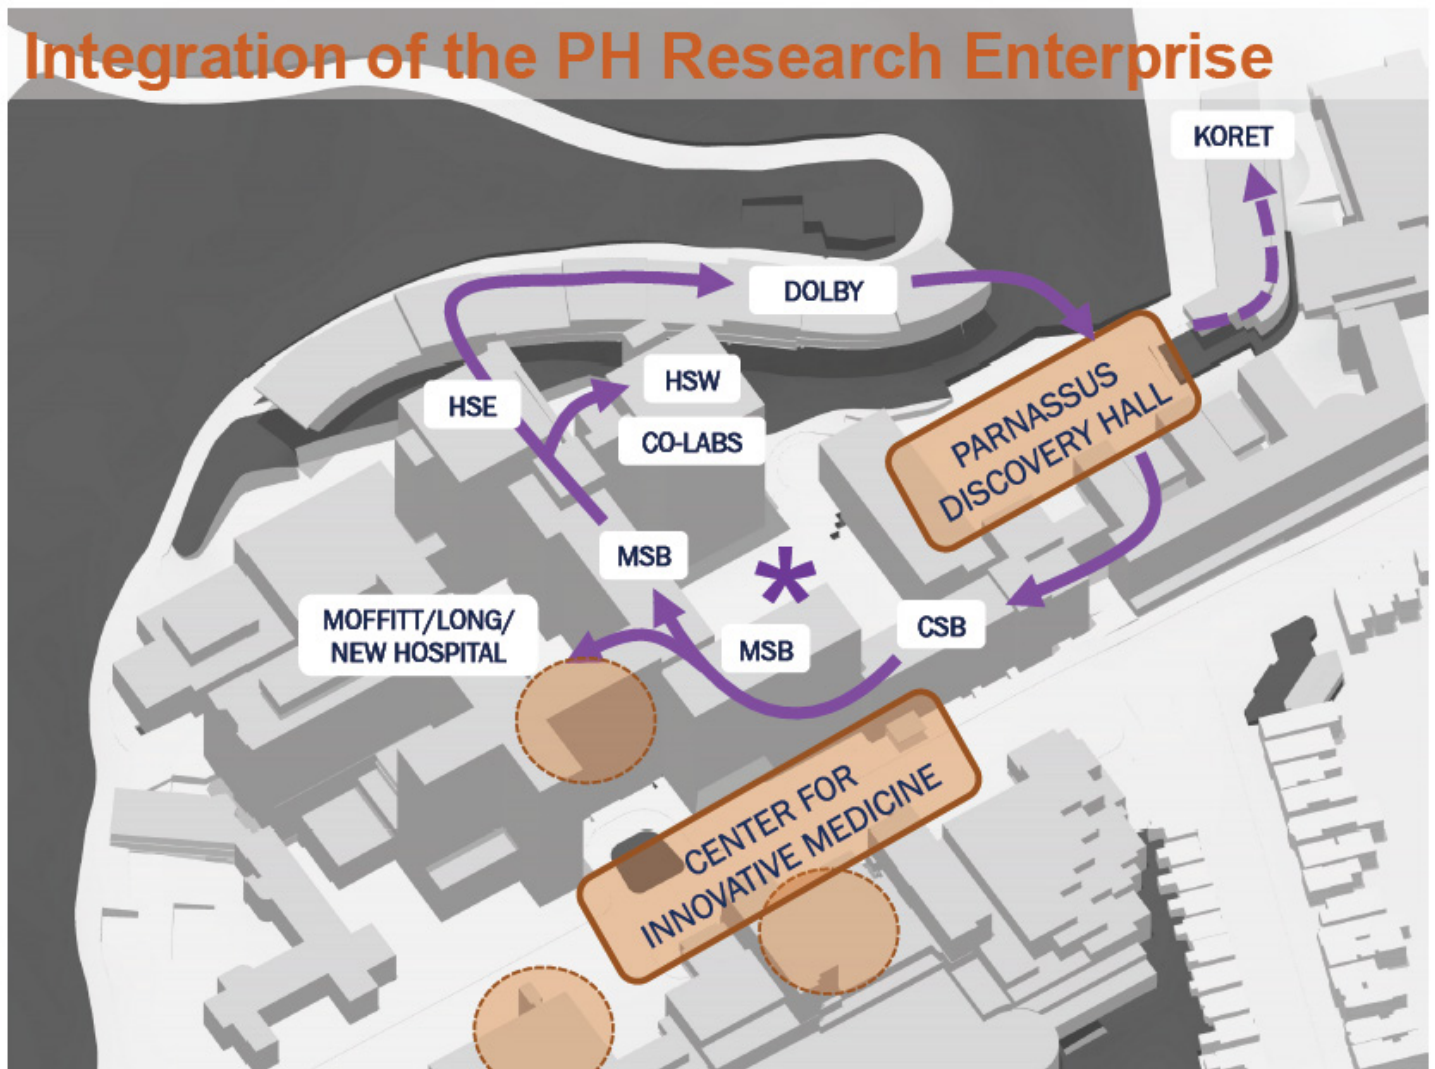 Integration of the PH Research Enterprise
KORET
DOLBY
HSW
HSE
CO-LABS
PARNASSUS
DISCOVERY HALL
MSB
*
MOFFITT/LONG/
NEW HOSPITAL
CSB
MSB
CENTER FOR
INNOVATIVE MEDICINE